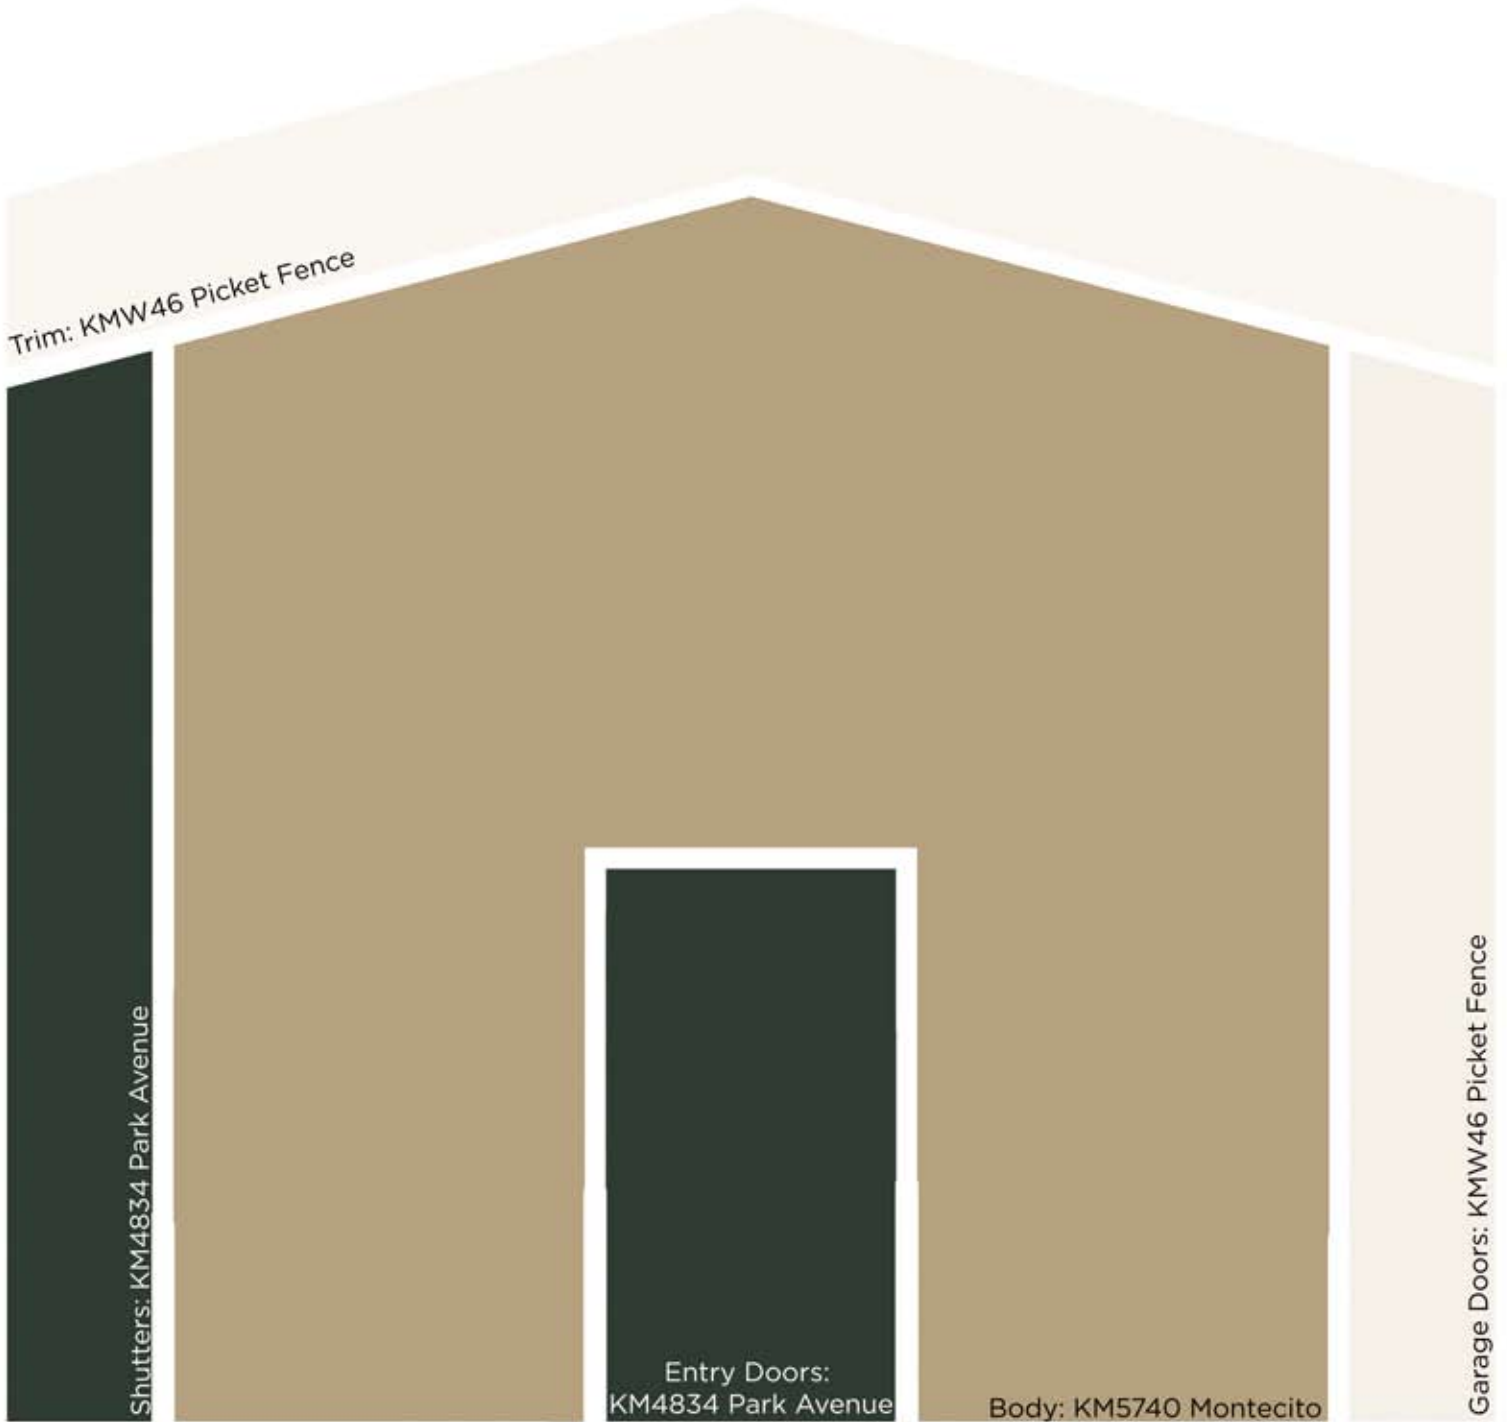 Trim: KMW46 Picket Fence
Shutters: KM4834 Park Avenue
Entry Doors:
KM4834 Park Avenue
Body: KM5740 Montecito
Garage Doors: KMW46 Picket Fence